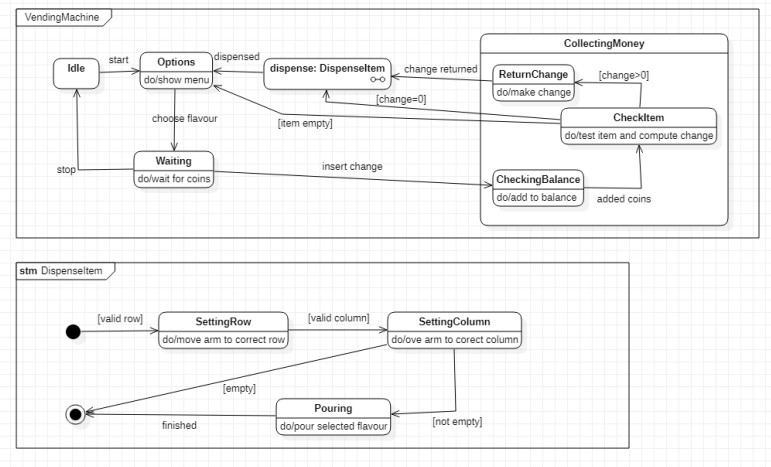 VendingMachine
CollectingMoney
Idle
start
Options
do/show menu
dispensed
dispense: DispenseItem
change returned
ReturnChange
do/make change
[change>0]
[change=0]
CheckItem
do/test item and compute change
choose flavour
[item empty]
Waiting
do/wait for coins
stop
insert change
CheckingBalance
do/add to balance
added coins
stm DispenseItem
[valid row]
SettingRow
do/move arm to correct row
[valid column]
SettingColumn
do/ove arm to corect column
[empty]
Pouring
do/pour selected flavour
[not empty]
finished